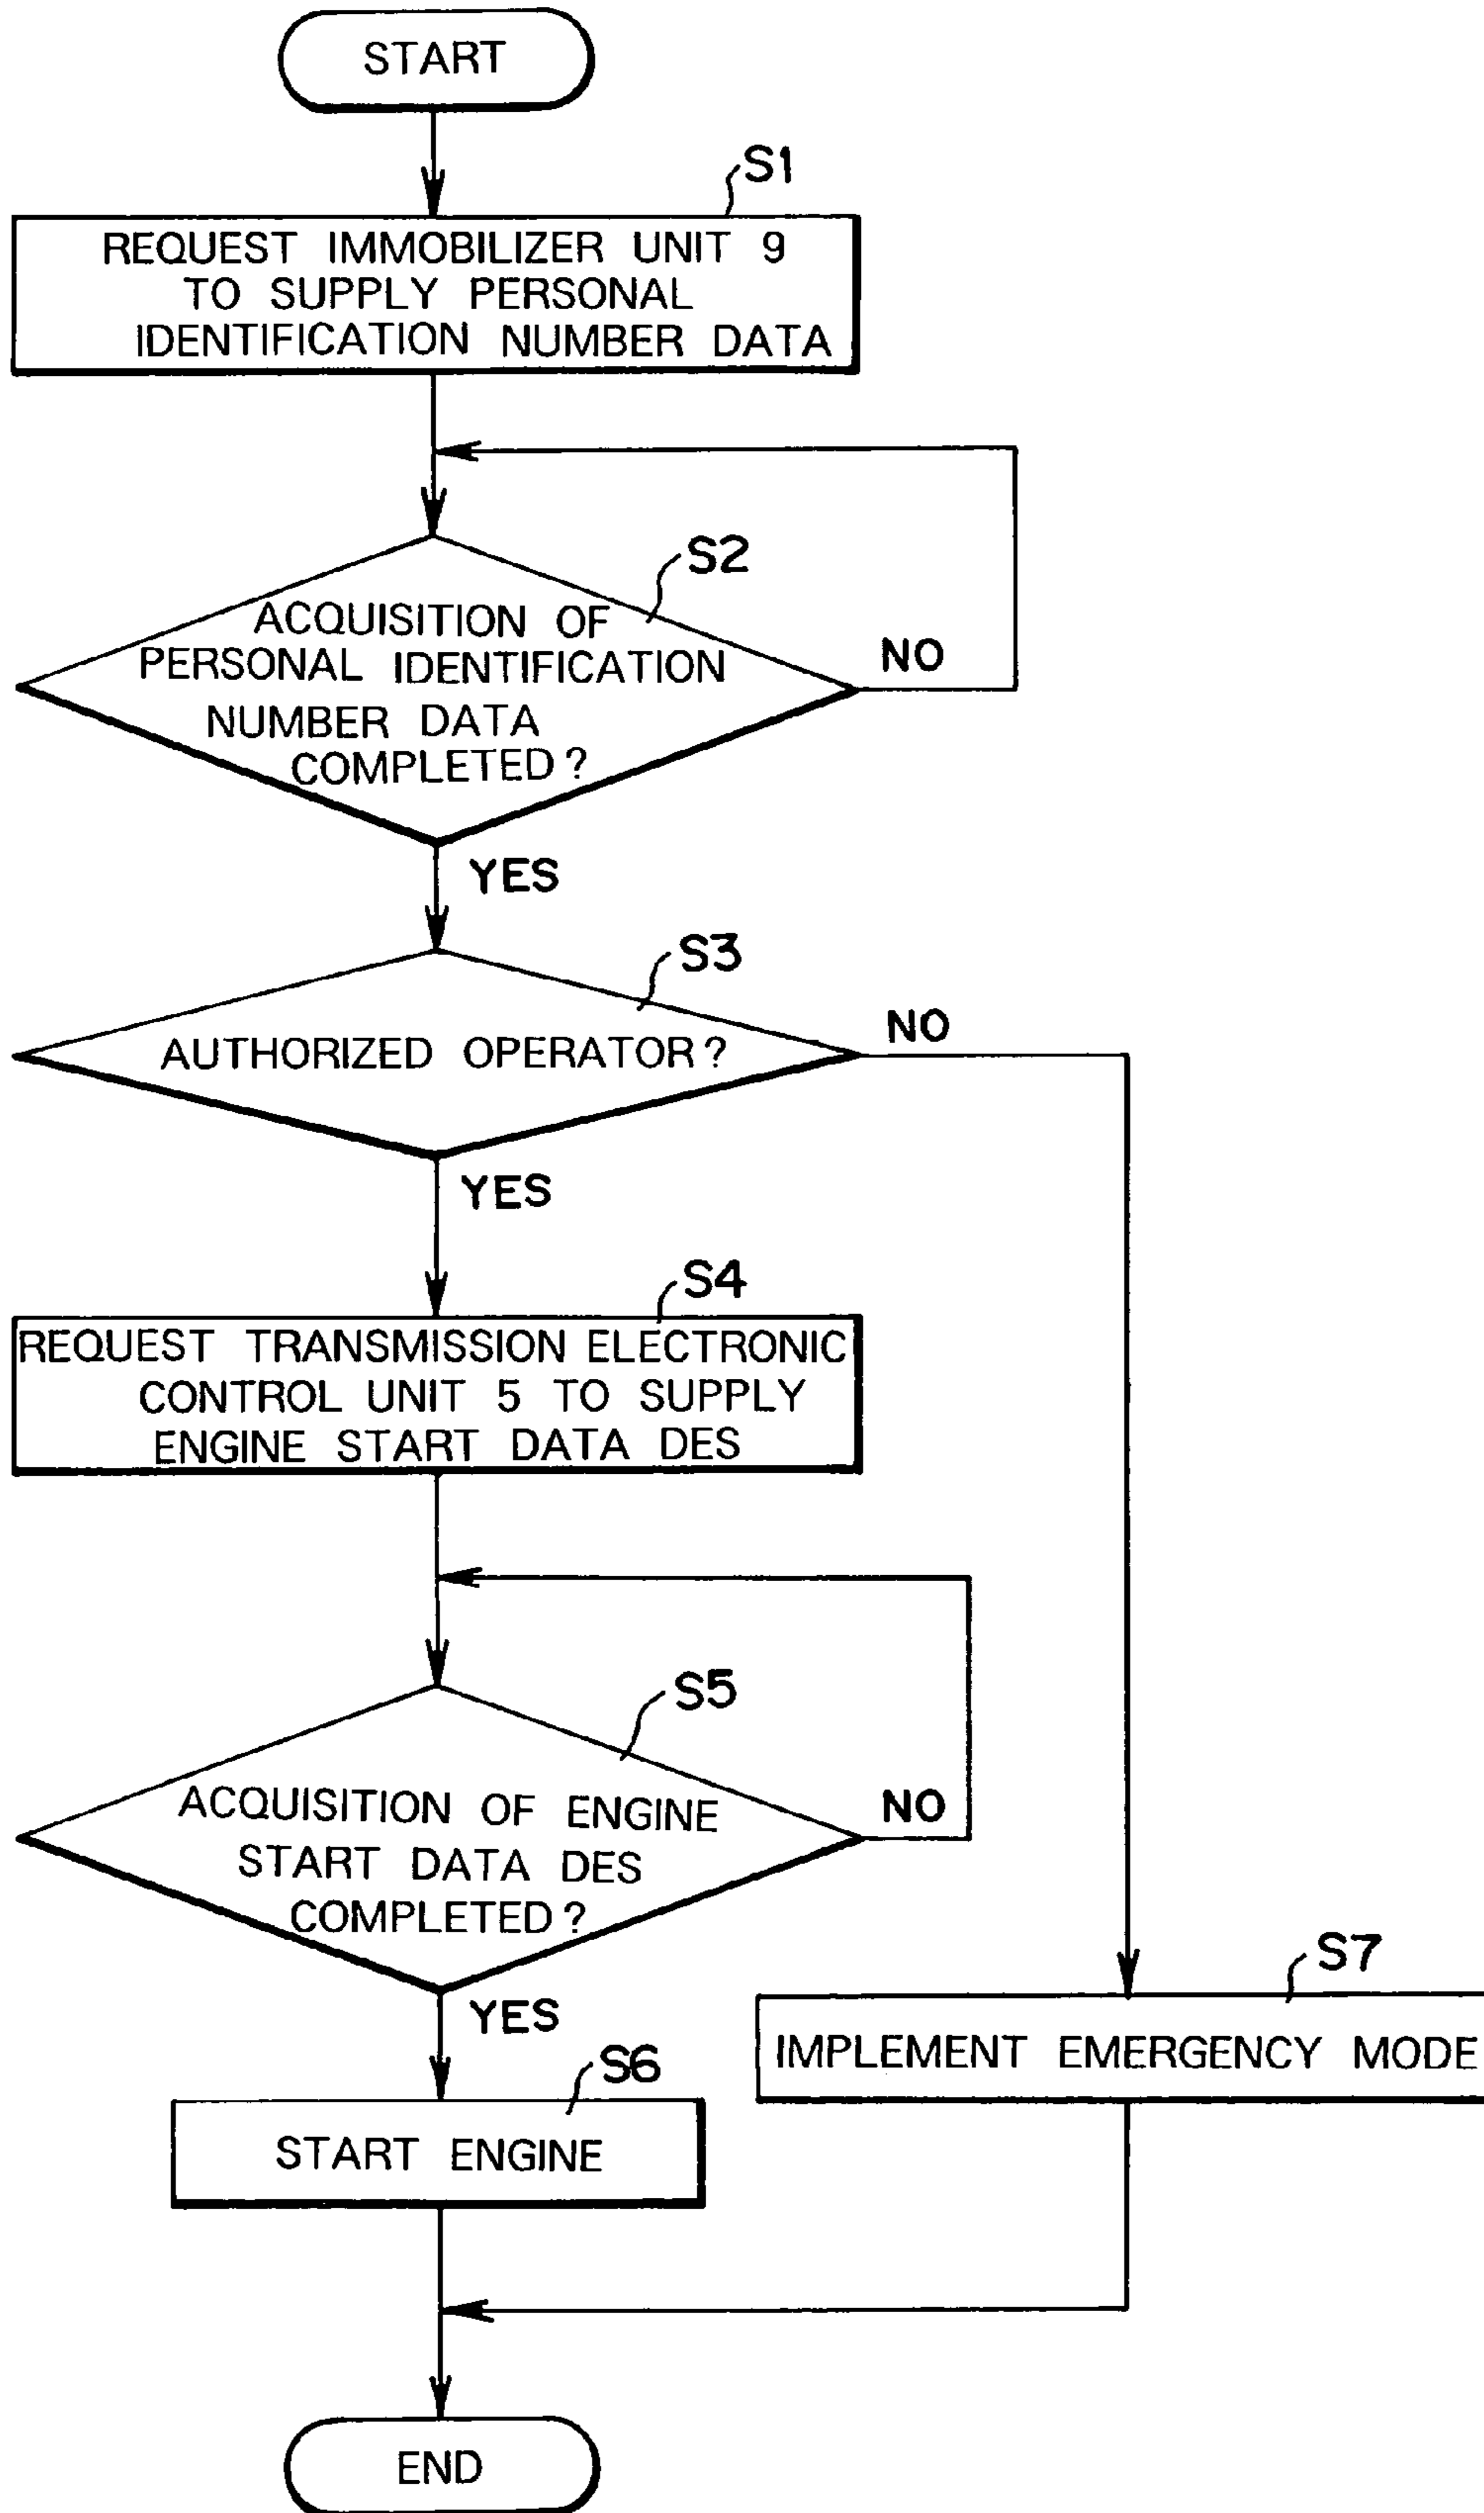 START
S1
REQUEST IMMOBILIZER UNIT 9
TO SUPPLY PERSONAL
IDENTIFICATION NUMBER DATA
S2
ACQUISITION OF
PERSONAL IDENTIFICATION
NUMBER DATA
COMPLETED?
NO
YES
S3
AUTHORIZED OPERATOR?
NO
YES
S4
REQUEST TRANSMISSION ELECTRONIC
CONTROL UNIT 5 TO SUPPLY
ENGINE START DATA DES
S5
ACQUISITION OF ENGINE
START DATA DES
COMPLETED?
NO
YES
S6
START ENGINE
S7
IMPLEMENT EMERGENCY MODE
END